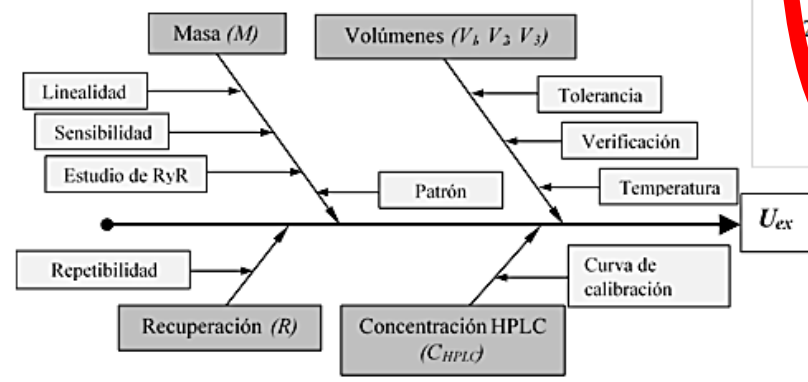 Masa (M)
Volúmenes (V1, V2, V3)
Linealidad
Sensibilidad
Estudio de RyR
Patrón
Tolerancia
Verificación
Temperatura
Uex
Repetibilidad
Curva de
calibración
Recuperación (R)
Concentración HPLC
(CHPLC)